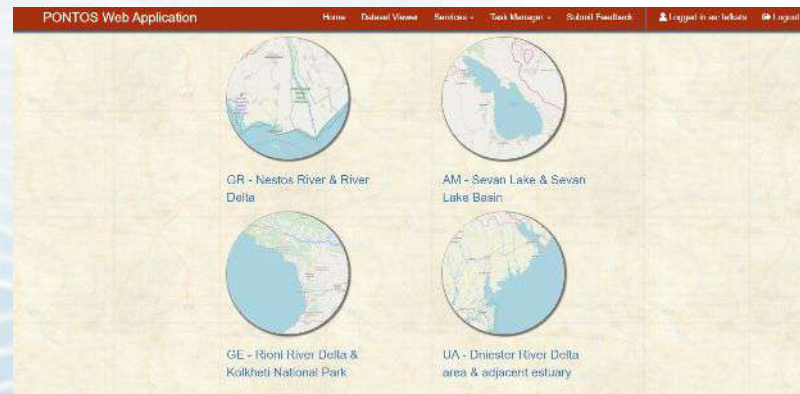 PONTOS Web Application
Home Dataset Viewer Services Task Manager Submit Feedback Logged in as: Logout
GR - Nestos River & River
Delta
AM - Sevan Lake & Sevan
Lake Basin
GE - Rioni River Delta &
Kolkheti National Park
UA - Dniester River Delta
area & adjacent estuary